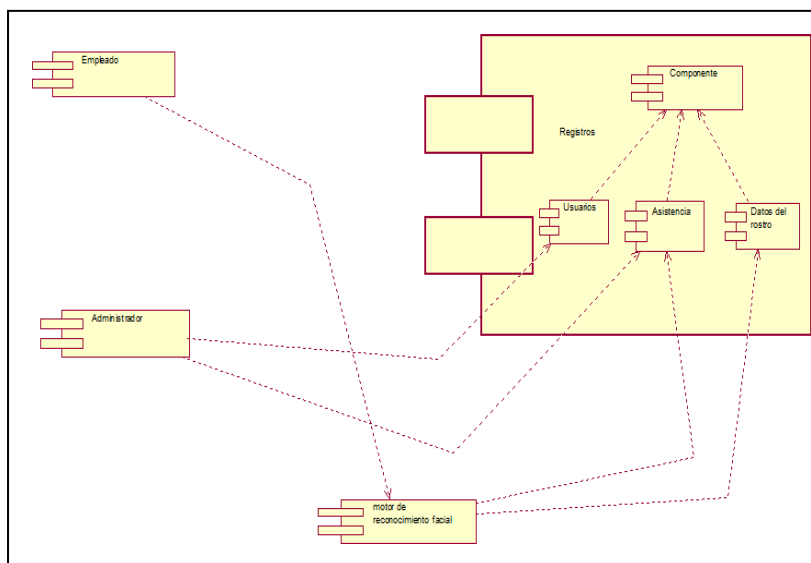 Empleado
Componente
Registros
Usuarios
Asistencia
Datos del
rostro
Administrador
motor de
reconocimiento facial